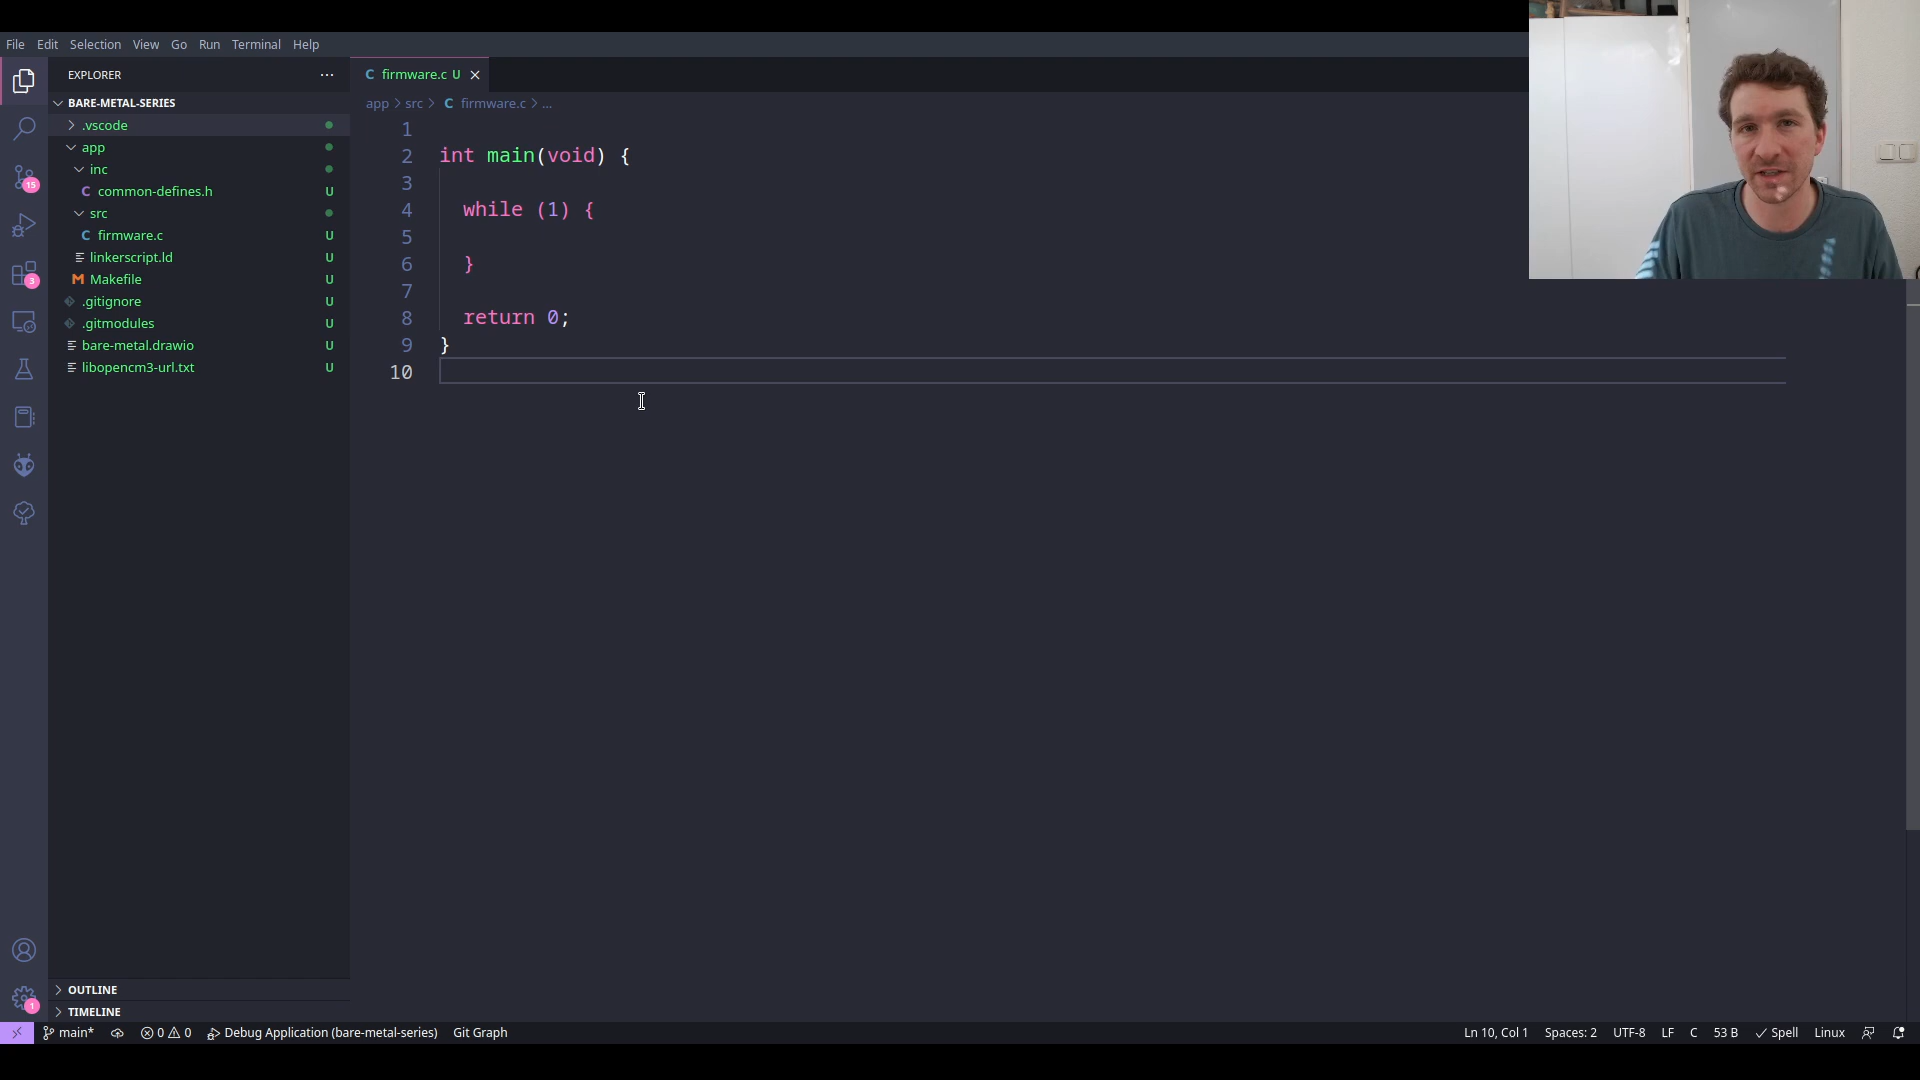 File Edit Selection View Go Run Terminal Help
EXPLORER ...
BARE-METAL-SERIES
.vscode
app
inc
C common-defines.h U
src
C firmware.c U
linkerscript.ld U
M Makefile U
.gitignore U
.gitmodules U
bare-metal.drawio U
libopencm3-url.txt U
OUTLINE
TIMELINE
C firmware.c U
app > src > C firmware.c > ...
1
2 int main(void) {
3
4 while (1) {
5
6 }
7
8 return 0;
9 }
10
15
3
1
main* 0 0 Debug Application (bare-metal-series) Git Graph Ln 10, Col 1 Spaces: 2 UTF-8 LF C 53 B Spell Linux